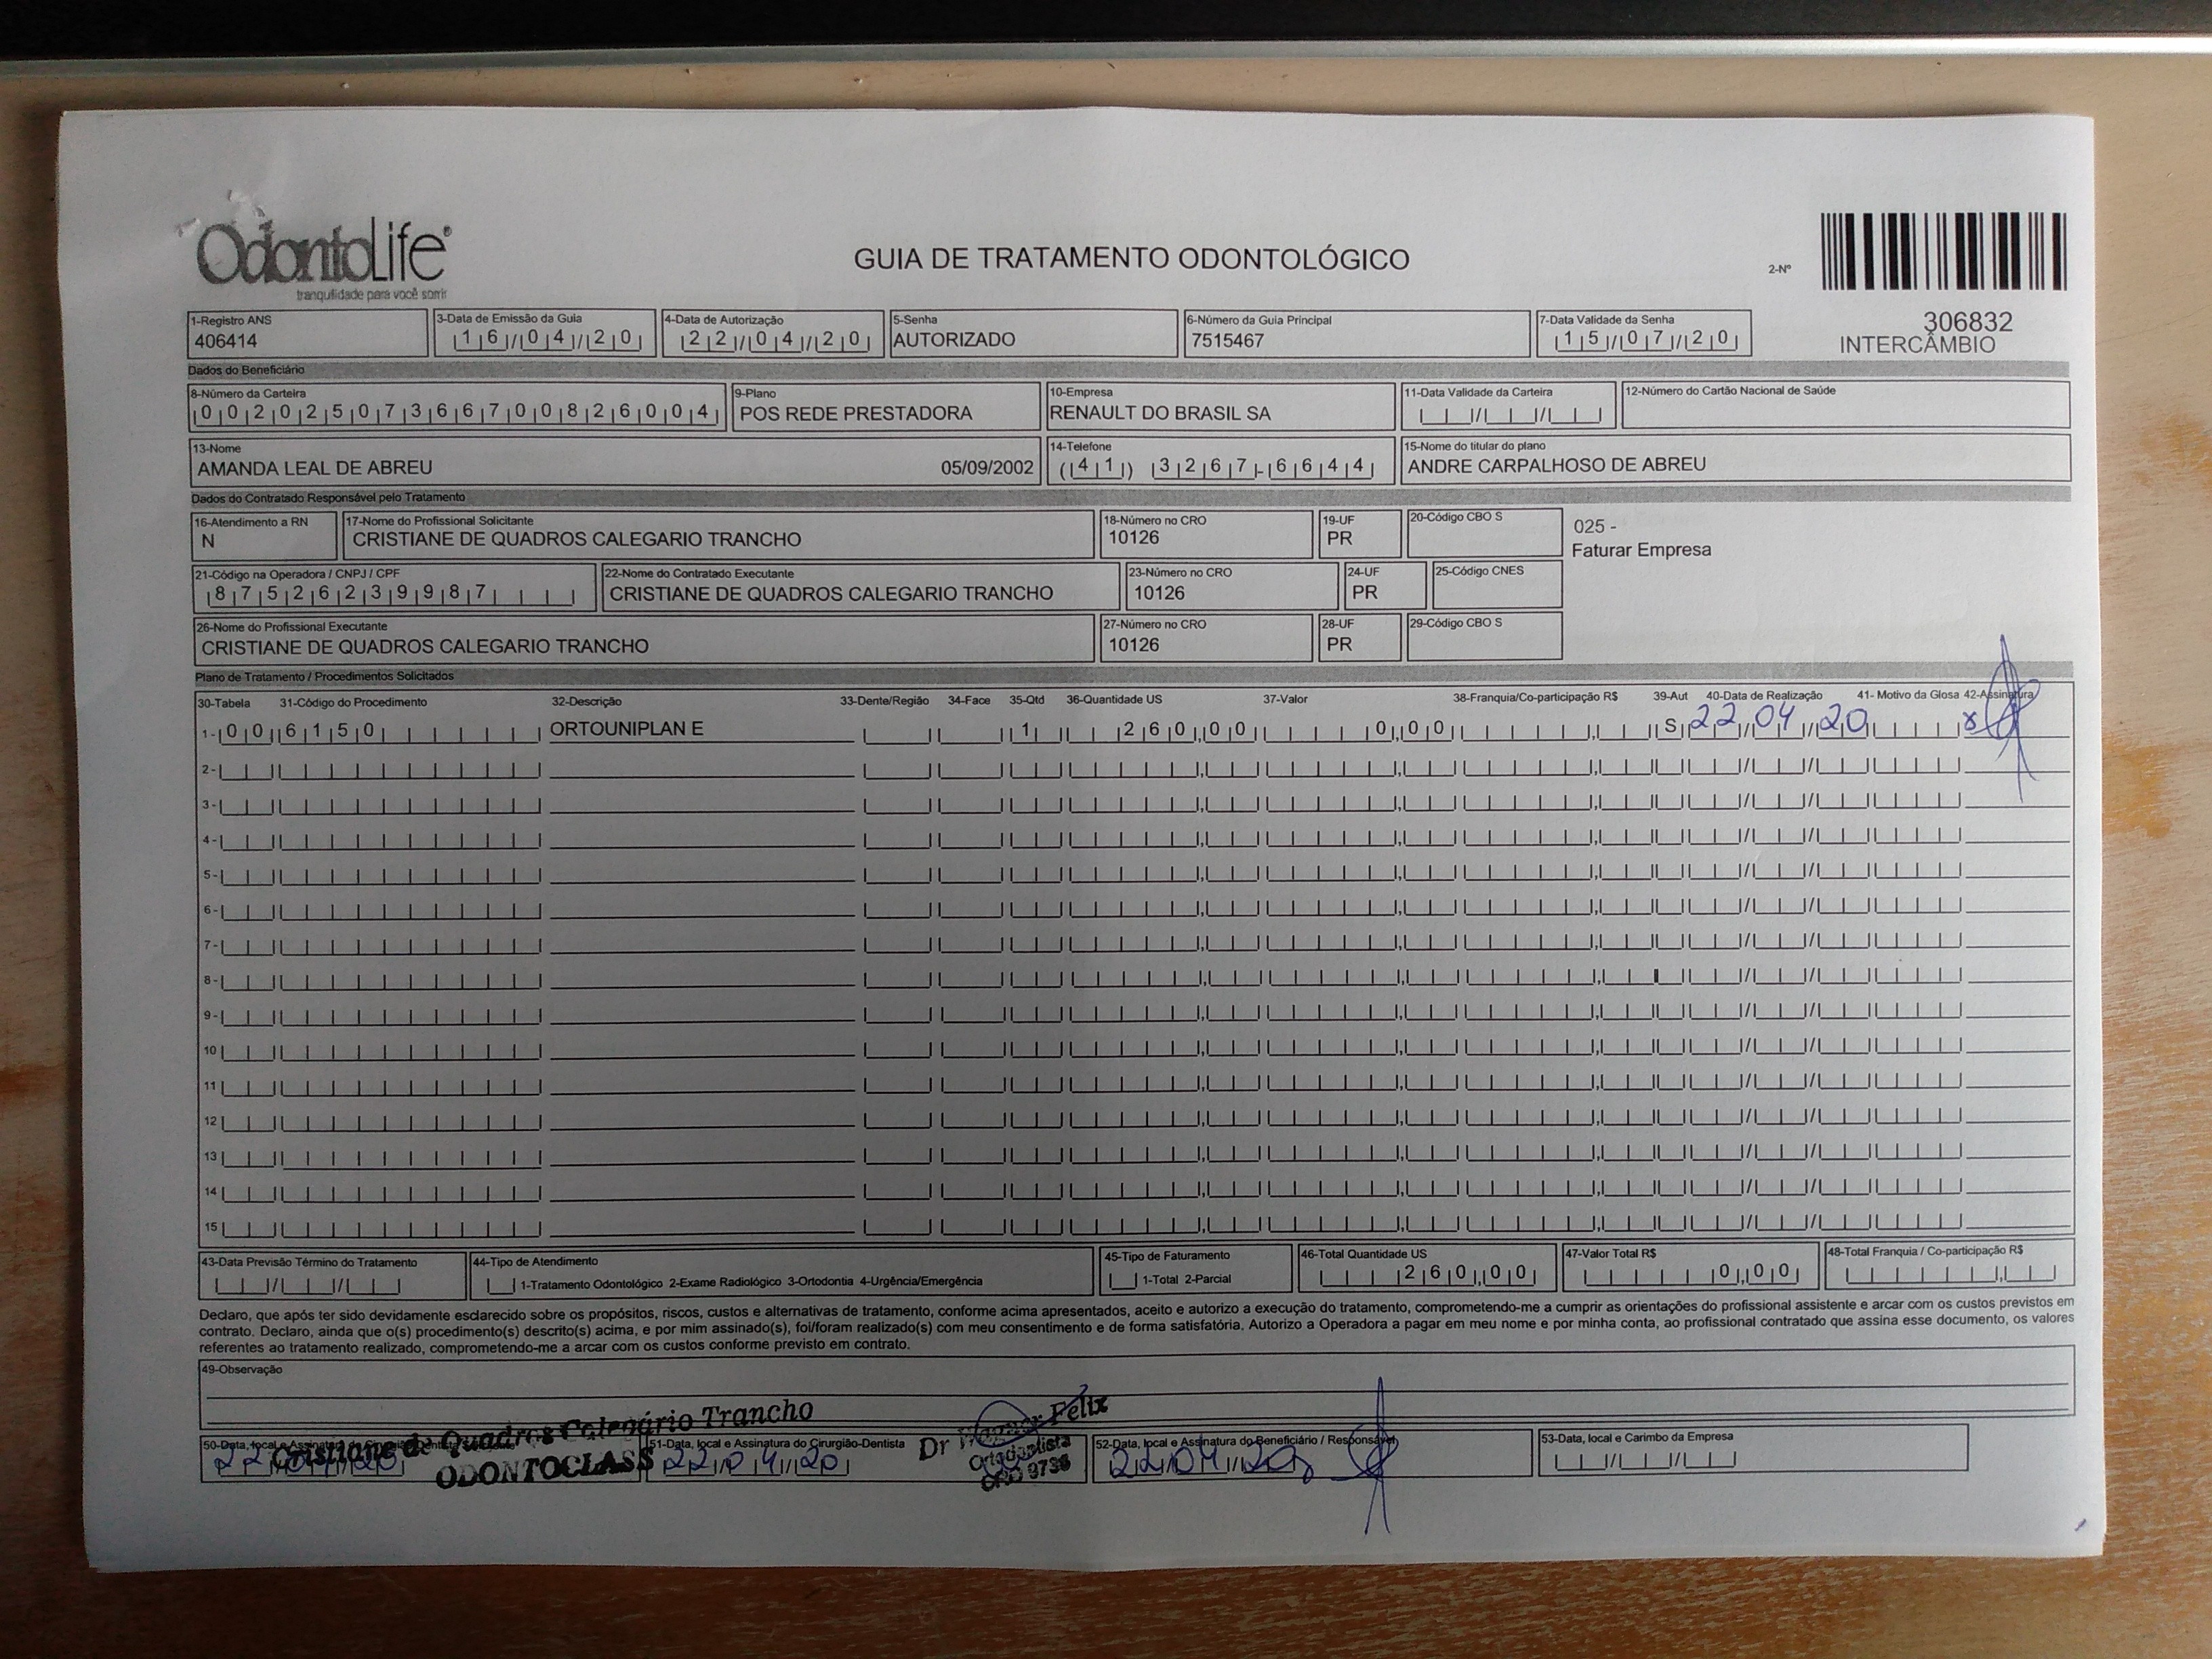 OdontoLife®
tranquilidade para você sorrir
GUIA DE TRATAMENTO ODONTOLÓGICO
2-Nº
306832
INTERCÂMBIO
1-Registro ANS
406414
3-Data de Emissão da Guia
16/04/20
4-Data de Autorização
22/04/20
5-Senha
AUTORIZADO
6-Número da Guia Principal
7515467
7-Data Validade da Senha
15/07/20
Dados do Beneficiário
8-Número da Carteira
00202507366700826004
9-Plano
POS REDE PRESTADORA
10-Empresa
RENAULT DO BRASIL SA
11-Data Validade da Carteira
12-Número do Cartão Nacional de Saúde
13-Nome
AMANDA LEAL DE ABREU 05/09/2002
14-Telefone
(41) 3267-6644
15-Nome do titular do plano
ANDRE CARPALHOSO DE ABREU
Dados do Contratado Responsável pelo Tratamento
16-Atendimento a RN
N
17-Nome do Profissional Solicitante
CRISTIANE DE QUADROS CALEGARIO TRANCHO
18-Número no CRO
10126
19-UF
PR
20-Código CBO S
025 -
Faturar Empresa
21-Código na Operadora / CNPJ / CPF
87526239987
22-Nome do Contratado Executante
CRISTIANE DE QUADROS CALEGARIO TRANCHO
23-Número no CRO
10126
24-UF
PR
25-Código CNES
26-Nome do Profissional Executante
CRISTIANE DE QUADROS CALEGARIO TRANCHO
27-Número no CRO
10126
28-UF
PR
29-Código CBO S
Plano de Tratamento / Procedimentos Solicitados
30-Tabela 31-Código do Procedimento 32-Descrição 33-Dente/Região 34-Face 35-Qtd 36-Quantidade US 37-Valor 38-Franquia/Co-participação R$ 39-Aut 40-Data de Realização 41- Motivo da Glosa 42-Assinatura
1- 00 6150 ORTOUNIPLAN E 1 260,00 0,00 S 22/04/20 x
2-
3-
4-
5-
6-
7-
8-
9-
10
11
12
13
14
15
43-Data Previsão Término do Tratamento
44-Tipo de Atendimento
1-Tratamento Odontológico 2-Exame Radiológico 3-Ortodontia 4-Urgência/Emergência
45-Tipo de Faturamento
1-Total 2-Parcial
46-Total Quantidade US
260,00
47-Valor Total R$
0,00
48-Total Franquia / Co-participação R$
Declaro, que após ter sido devidamente esclarecido sobre os propósitos, riscos, custos e alternativas de tratamento, conforme acima apresentados, aceito e autorizo a execução do tratamento, comprometendo-me a cumprir as orientações do profissional assistente e arcar com os custos previstos em
contrato. Declaro, ainda que o(s) procedimento(s) descrito(s) acima, e por mim assinado(s), foi/foram realizado(s) com meu consentimento e de forma satisfatória. Autorizo a Operadora a pagar em meu nome e por minha conta, ao profissional contratado que assina esse documento, os valores
referentes ao tratamento realizado, comprometendo-me a arcar com os custos conforme previsto em contrato.
49-Observação
Cristiane de Quadros Calegário Trancho
ODONTOCLASS
50-Data, local e Assinatura do Cirurgião-Dentista
22/04/20
51-Data, local e Assinatura do Cirurgião-Dentista
22/04/20
Dr Felix
Ortodontista
CRO 9736
52-Data, local e Assinatura do Beneficiário / Responsável
22/04/20
53-Data, local e Carimbo da Empresa